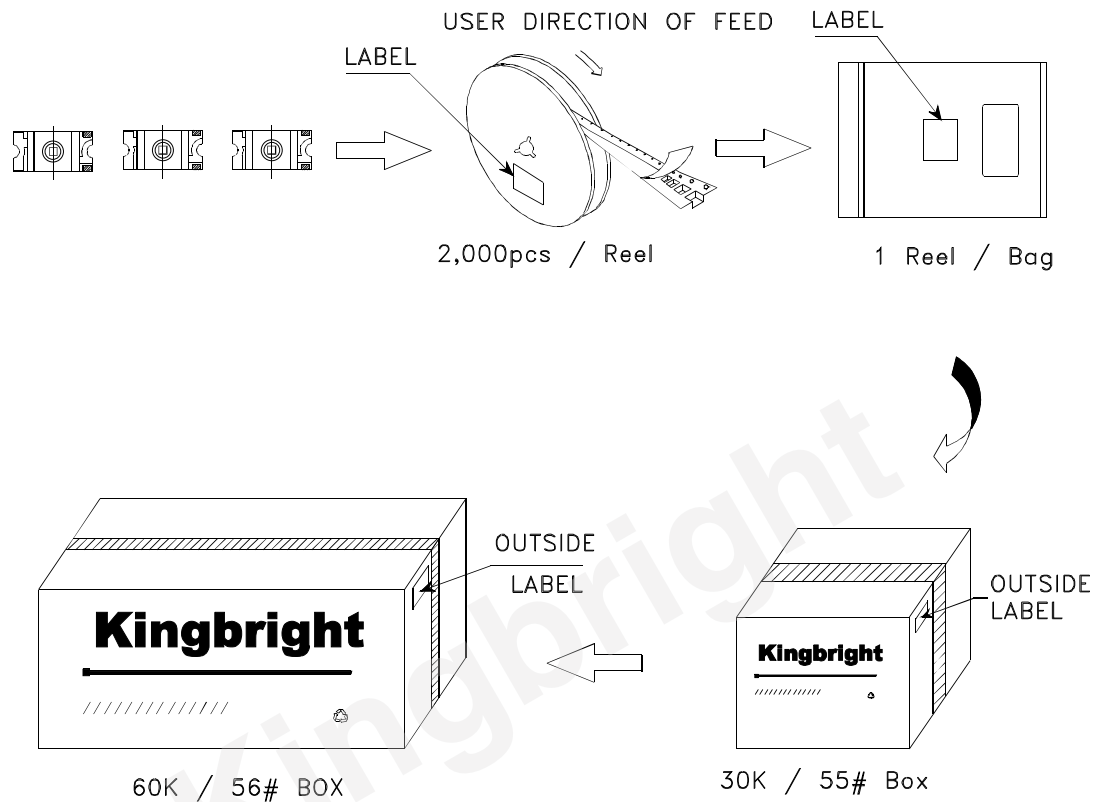 USER DIRECTION OF FEED
LABEL
LABEL
2,000pcs / Reel
1 Reel / Bag
OUTSIDE
LABEL
OUTSIDE
LABEL
Kingbright
Kingbright
60K / 56# BOX
30K / 55# Box
Kingbright